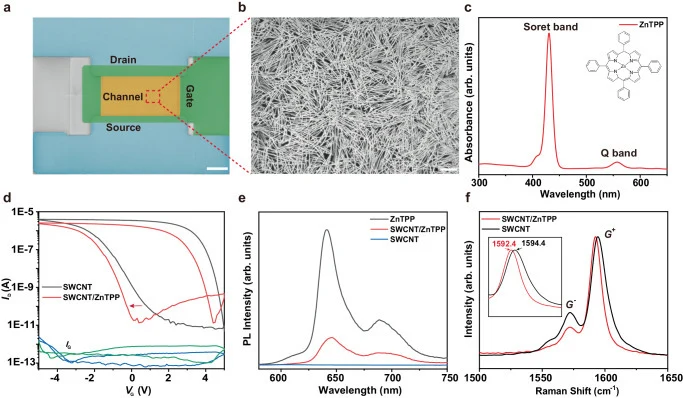 a
Drain
Channel
Gate
Source
b
c
Soret band
ZnTPP
Q band
Absorbance (arb. units)
300 400 500 600
Wavelength (nm)
d
1E-5
1E-7
1E-9
1E-11
1E-13
SWCNT
SWCNT/ZnTPP
IG
ID (A)
-4 -2 0 2 4
VG (V)
e
ZnTPP
SWCNT/ZnTPP
SWCNT
PL Intensity (arb. units)
600 650 700 750
Wavelength (nm)
f
SWCNT/ZnTPP
SWCNT
1592.4 1594.4
G+
G-
Intensity (arb. units)
1500 1550 1600 1650
Raman Shift (cm-1)